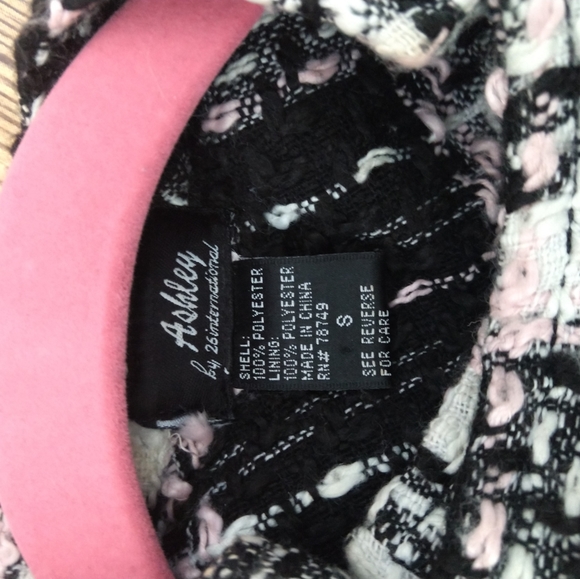 Ashley
by 26international
SHELL:
100% POLYESTER
LINING:
100% POLYESTER
MADE IN CHINA
RN# 78749
S
SEE REVERSE
FOR CARE